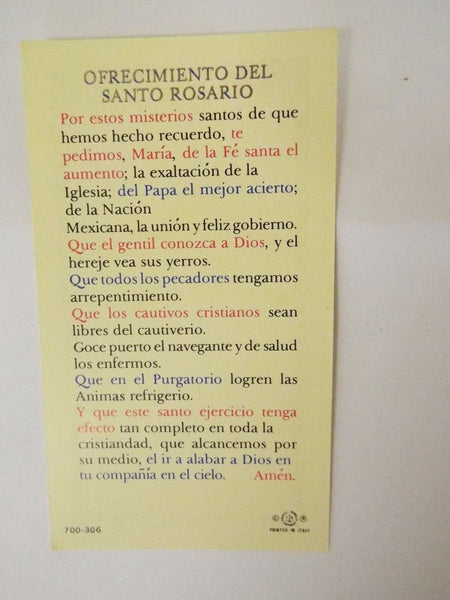 OFRECIMIENTO DEL
SANTO ROSARIO
Por estos misterios santos de que
hemos hecho recuerdo, te
pedimos, María, de la Fé santa el
aumento; la exaltación de la
Iglesia; del Papa el mejor acierto;
de la Nación
Mexicana, la unión y feliz gobierno.
Que el gentil conozca a Dios, y el
hereje vea sus yerros.
Que todos los pecadores tengamos
arrepentimiento.
Que los cautivos cristianos sean
libres del cautiverio.
Goce puerto el navegante y de salud
los enfermos.
Que en el Purgatorio logren las
Animas refrigerio.
Y que este santo ejercicio tenga
efecto tan completo en toda la
cristiandad, que alcancemos por
su medio, el ir a alabar a Dios en
tu compañía en el cielo. Amén.
700-306
© ®
PRINTED IN ITALY